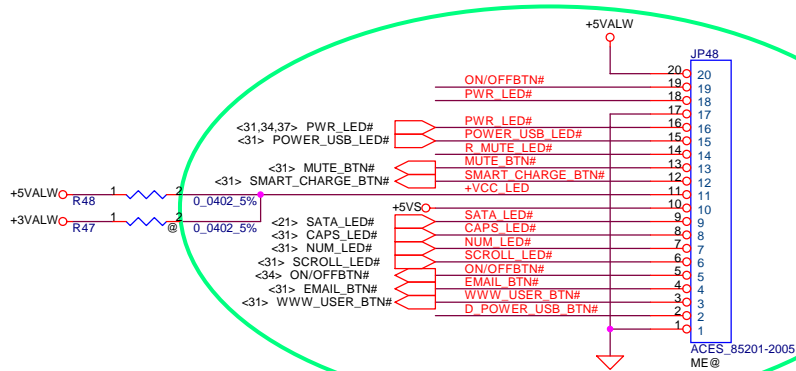 +5VALW
JP48
20 20
ON/OFFBTN# 19 19
PWR_LED# 18 18
17 17
<31,34,37> PWR_LED# PWR_LED# 16 16
<31> POWER_USB_LED# POWER_USB_LED# 15 15
R_MUTE_LED# 14 14
<31> MUTE_BTN# MUTE_BTN# 13 13
<31> SMART_CHARGE_BTN# SMART_CHARGE_BTN# 12 12
+5VALW R48 1 2 0_0402_5% +VCC_LED 11 11
+5VS 10 10
+3VALW R47 1 2 @ 0_0402_5%
<21> SATA_LED# SATA_LED# 9 9
<31> CAPS_LED# CAPS_LED# 8 8
<31> NUM_LED# NUM_LED# 7 7
<31> SCROLL_LED# SCROLL_LED# 6 6
<34> ON/OFFBTN# ON/OFFBTN# 5 5
<31> EMAIL_BTN# EMAIL_BTN# 4 4
<31> WWW_USER_BTN# WWW_USER_BTN# 3 3
D_POWER_USB_BTN# 2 2
1 1
ACES_85201-2005
ME@